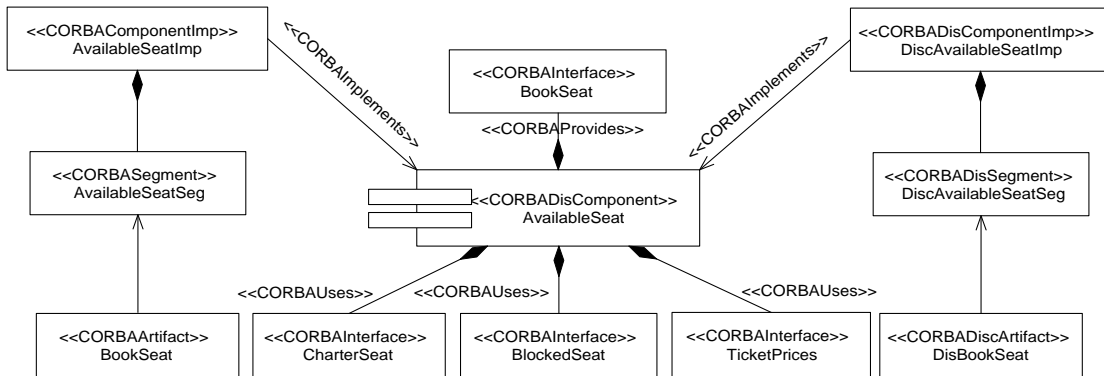 <<CORBAComponentImp>>
AvailableSeatImp
<<CORBADisComponentImp>>
DiscAvailableSeatImp
<<CORBAImplements>>
<<CORBAImplements>>
<<CORBAInterface>>
BookSeat
<<CORBAProvides>>
<<CORBASegment>>
AvailableSeatSeg
<<CORBADisSegment>>
DiscAvailableSeatSeg
<<CORBADisComponent>>
AvailableSeat
<<CORBAUses>>
<<CORBAUses>>
<<CORBAUses>>
<<CORBAArtifact>>
BookSeat
<<CORBAInterface>>
CharterSeat
<<CORBAInterface>>
BlockedSeat
<<CORBAInterface>>
TicketPrices
<<CORBADiscArtifact>>
DisBookSeat